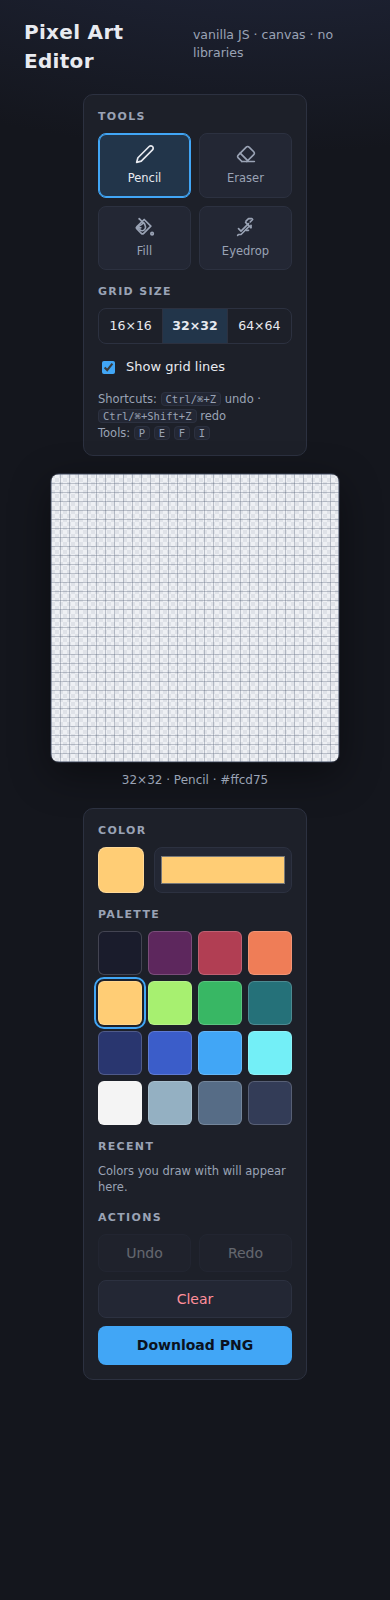 Pixel Art
Editor
vanilla JS · canvas · no
libraries
TOOLS
Pencil
Eraser
Fill
Eyedrop
GRID SIZE
16×16
32×32
64×64
Show grid lines
Shortcuts: Ctrl/⌘+Z undo ·
Ctrl/⌘+Shift+Z redo
Tools: P E F I
32×32 · Pencil · #ffcd75
COLOR
PALETTE
RECENT
Colors you draw with will appear
here.
ACTIONS
Undo
Redo
Clear
Download PNG